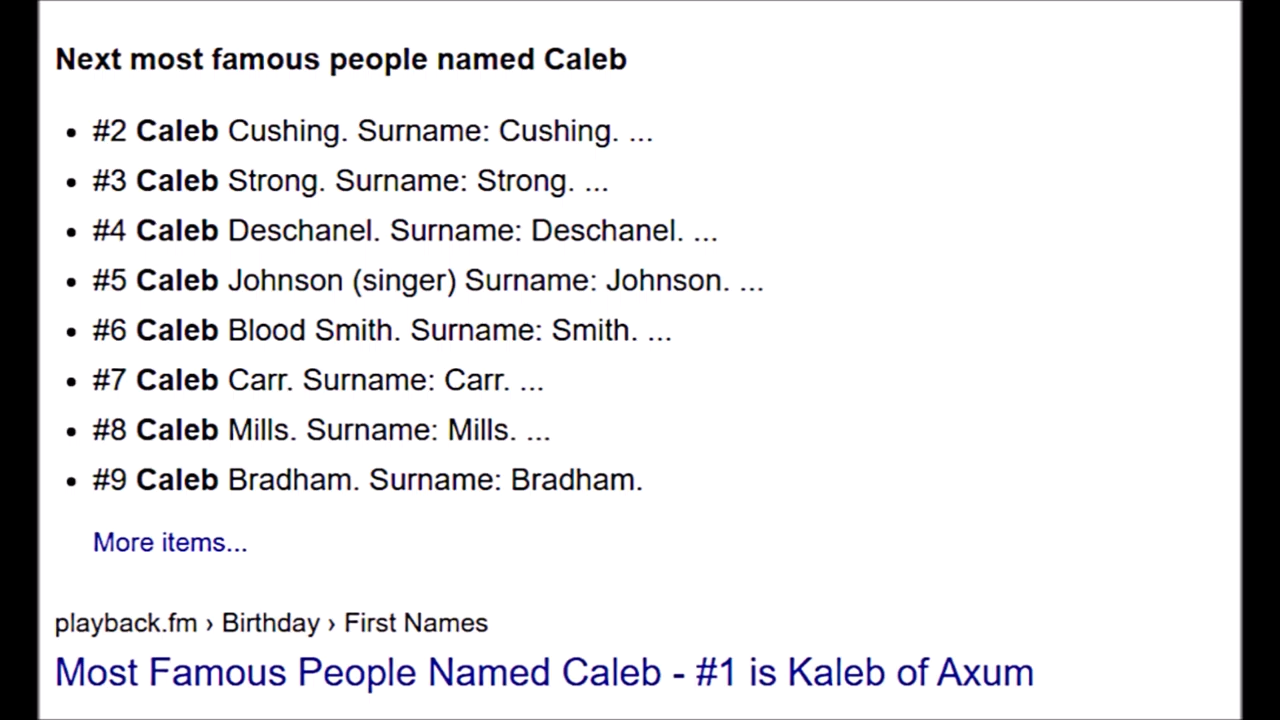 Next most famous people named Caleb
#2 Caleb Cushing. Surname: Cushing. ...
#3 Caleb Strong. Surname: Strong. ...
#4 Caleb Deschanel. Surname: Deschanel. ...
#5 Caleb Johnson (singer) Surname: Johnson. ...
#6 Caleb Blood Smith. Surname: Smith. ...
#7 Caleb Carr. Surname: Carr. ...
#8 Caleb Mills. Surname: Mills. ...
#9 Caleb Bradham. Surname: Bradham.
More items...
playback.fm › Birthday › First Names
Most Famous People Named Caleb - #1 is Kaleb of Axum